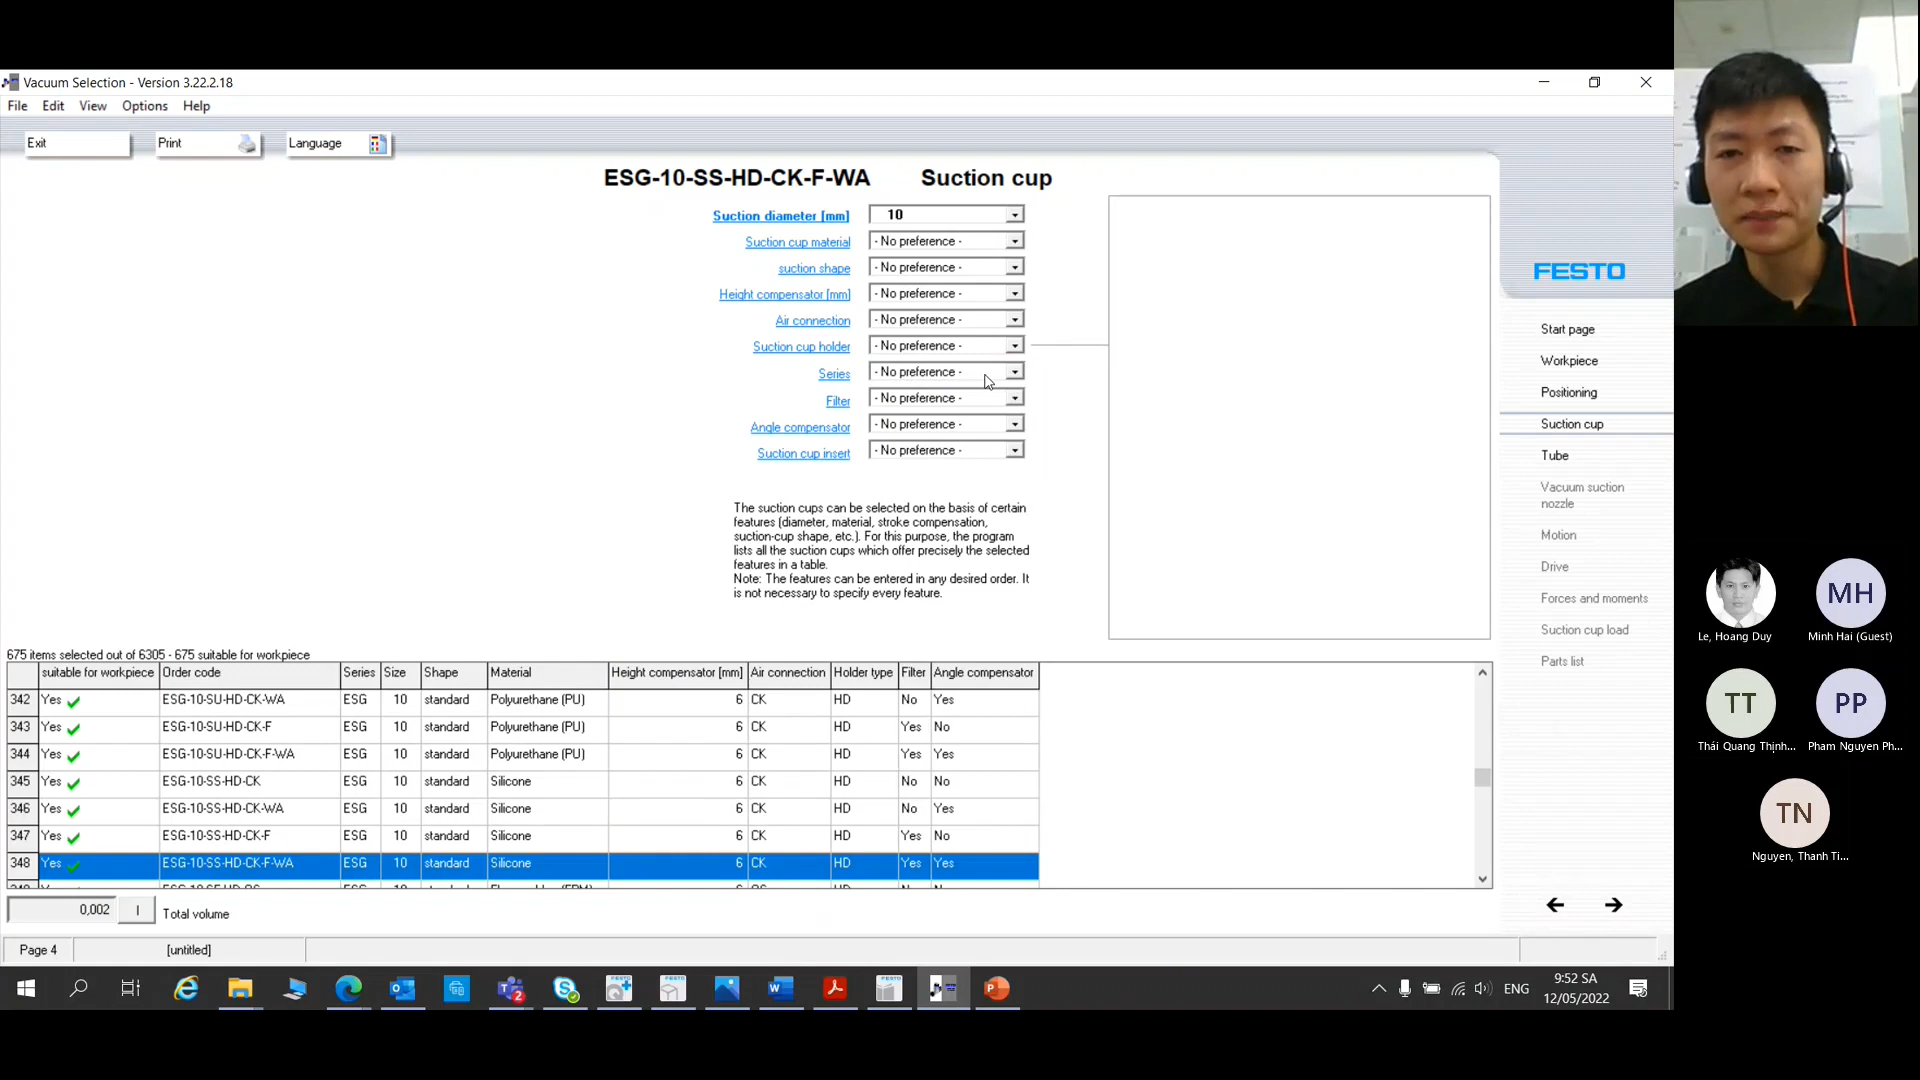 Vacuum Selection - Version 3.22.2.18
File Edit View Options Help
Exit Print Language
ESG-10-SS-HD-CK-F-WA Suction cup
Suction diameter [mm] 10
Suction cup material - No preference -
suction shape - No preference -
Height compensator [mm] - No preference -
Air connection - No preference -
Suction cup holder - No preference -
Series - No preference -
Filter - No preference -
Angle compensator - No preference -
Suction cup insert - No preference -
The suction cups can be selected on the basis of certain
features (diameter, material, stroke compensation,
suction-cup shape, etc.). For this purpose, the program
lists all the suction cups which offer precisely the selected
features in a table.
Note: The features can be entered in any desired order. It
is not necessary to specify every feature.
FESTO
Start page
Workpiece
Positioning
Suction cup
Tube
Vacuum suction
nozzle
Motion
Drive
Forces and moments
Suction cup load
Parts list
675 items selected out of 6305 - 675 suitable for workpiece
suitable for workpiece Order code Series Size Shape Material Height compensator [mm] Air connection Holder type Filter Angle compensator
342 Yes ESG-10-SU-HD-CK-WA ESG 10 standard Polyurethane (PU) 6 CK HD No Yes
343 Yes ESG-10-SU-HD-CK-F ESG 10 standard Polyurethane (PU) 6 CK HD Yes No
344 Yes ESG-10-SU-HD-CK-F-WA ESG 10 standard Polyurethane (PU) 6 CK HD Yes Yes
345 Yes ESG-10-SS-HD-CK ESG 10 standard Silicone 6 CK HD No No
346 Yes ESG-10-SS-HD-CK-WA ESG 10 standard Silicone 6 CK HD No Yes
347 Yes ESG-10-SS-HD-CK-F ESG 10 standard Silicone 6 CK HD Yes No
348 Yes ESG-10-SS-HD-CK-F-WA ESG 10 standard Silicone 6 CK HD Yes Yes
0,002 l Total volume
Page 4 [untitled]
ENG
9:52 SA
12/05/2022
Le, Hoang Duy
MH
Minh Hai (Guest)
TT
Thái Quang Thịnh...
PP
Pham Nguyen Ph...
TN
Nguyen, Thanh Ti...